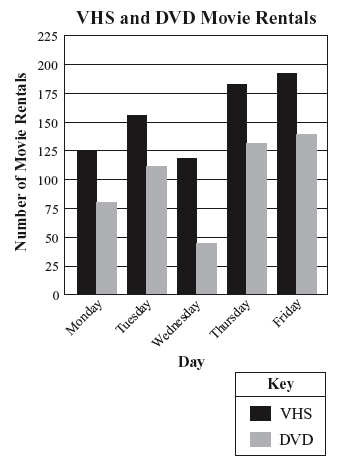 VHS and DVD Movie Rentals
Number of Movie Rentals
225
200
175
150
125
100
75
50
25
0
Monday
Tuesday
Wednesday
Thursday
Friday
Day
Key
VHS
DVD